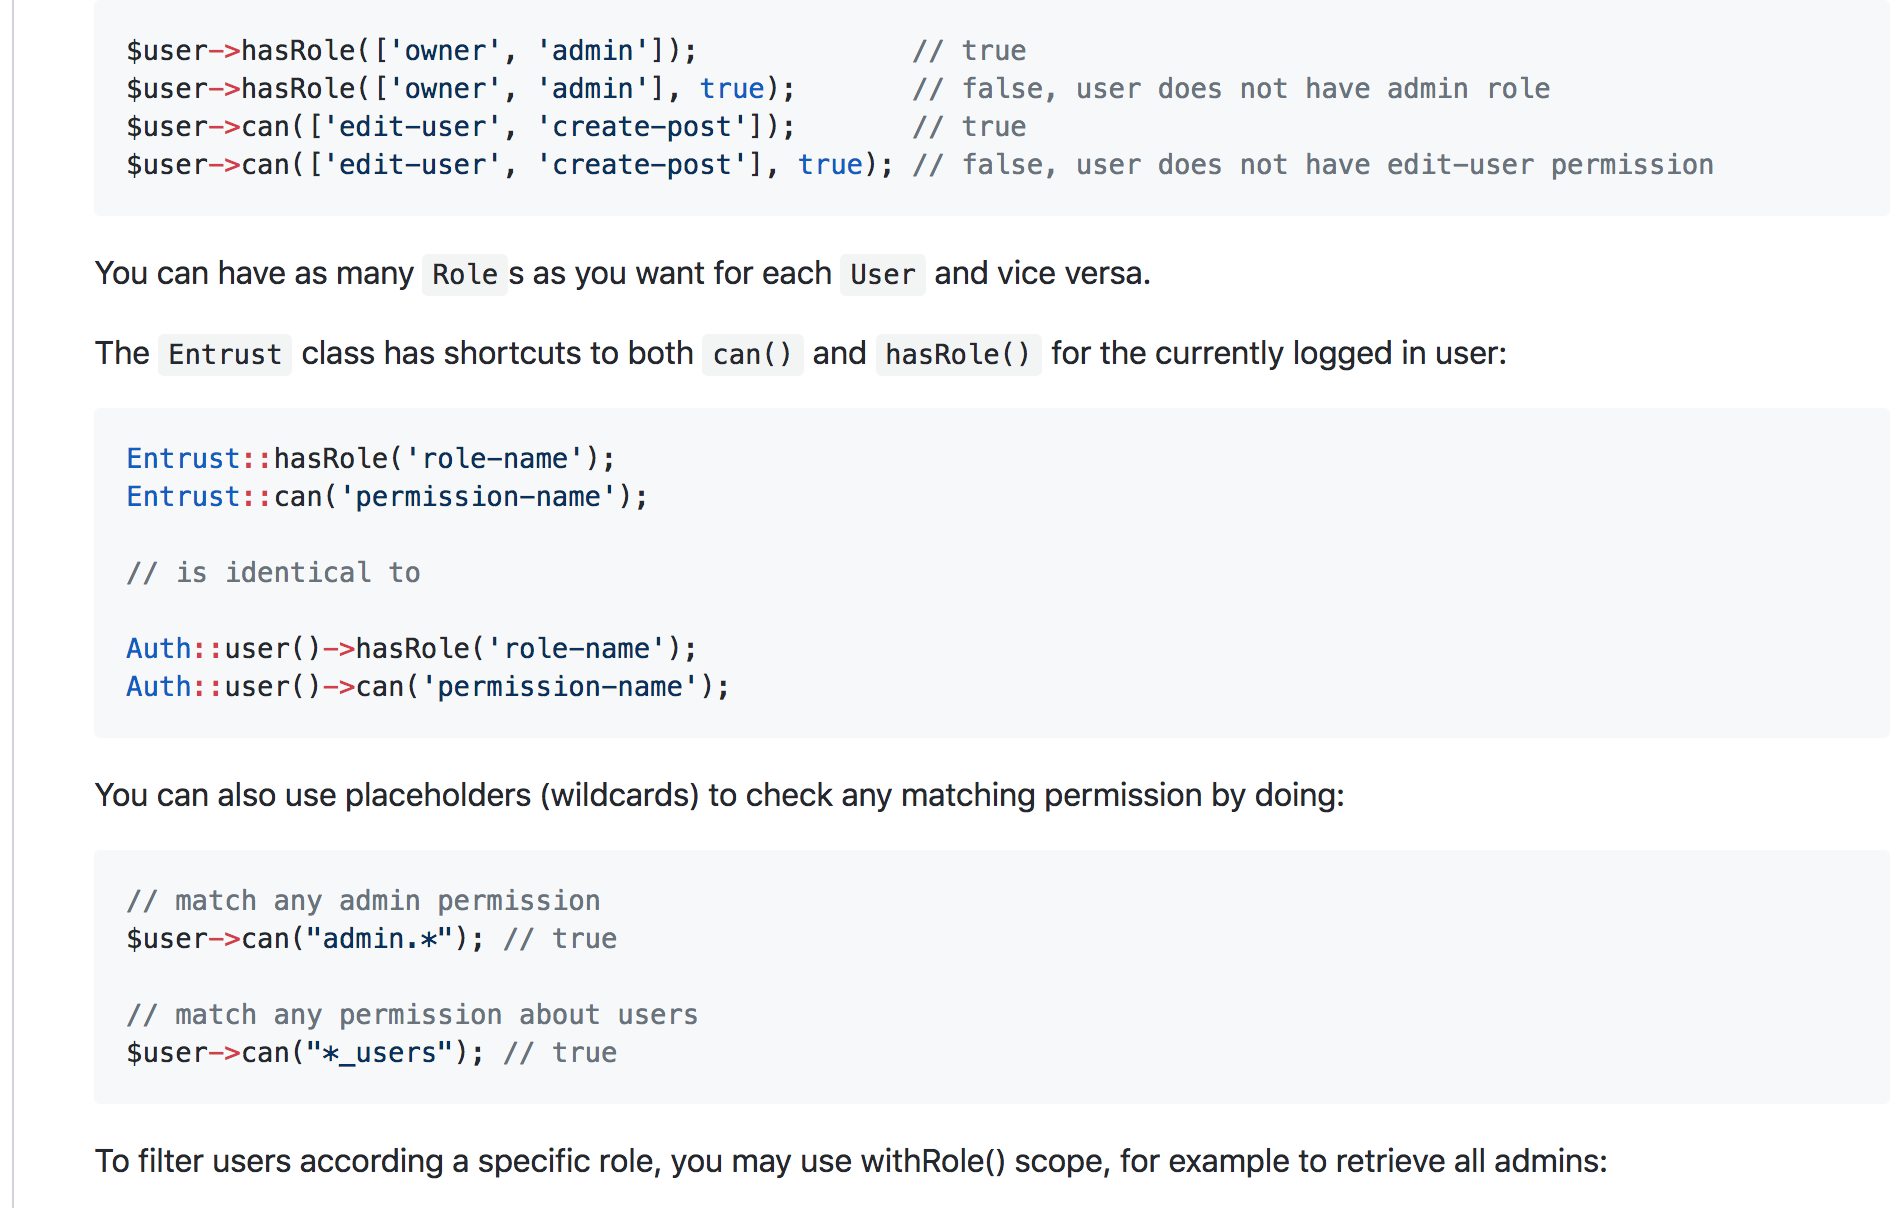 $user->hasRole(['owner', 'admin']);             // true
$user->hasRole(['owner', 'admin'], true);       // false, user does not have admin role
$user->can(['edit-user', 'create-post']);       // true
$user->can(['edit-user', 'create-post'], true); // false, user does not have edit-user permission
You can have as many Role s as you want for each User and vice versa.
The Entrust class has shortcuts to both can() and hasRole() for the currently logged in user:
Entrust::hasRole('role-name');
Entrust::can('permission-name');
// is identical to
Auth::user()->hasRole('role-name');
Auth::user()->can('permission-name');
You can also use placeholders (wildcards) to check any matching permission by doing:
// match any admin permission
$user->can("admin.*"); // true
// match any permission about users
$user->can("*_users"); // true
To filter users according a specific role, you may use withRole() scope, for example to retrieve all admins: